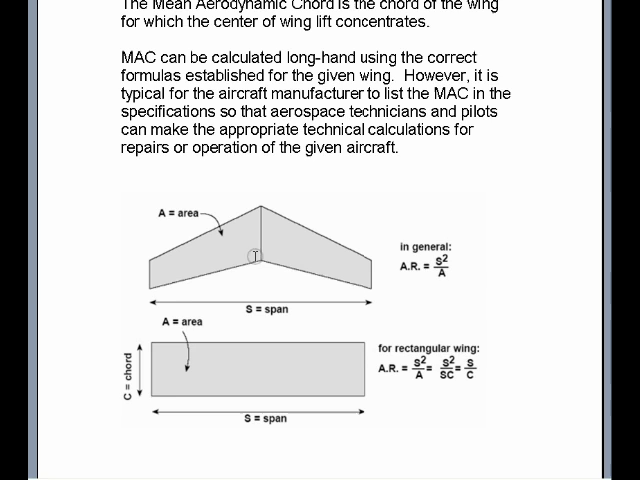 The Mean Aerodynamic Chord is the chord of the wing
for which the center of wing lift concentrates.
MAC can be calculated long-hand using the correct
formulas established for the given wing.  However, it is
typical for the aircraft manufacturer to list the MAC in the
specifications so that aerospace technicians and pilots
can make the appropriate technical calculations for
repairs or operation of the given aircraft.
A = area
in general:
A.R. = S²/A
S = span
A = area
C = chord
for rectangular wing:
A.R. = S²/A = S²/SC = S/C
S = span